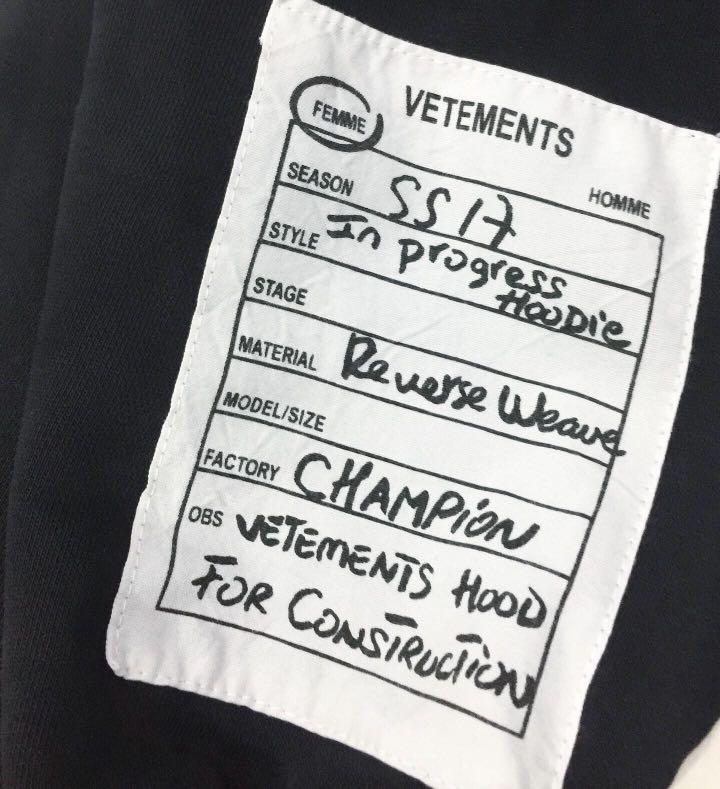 VETEMENTS
FEMME
HOMME
SEASON SS17
STYLE In progress
HOODIE
STAGE
MATERIAL Reverse Weave
MODEL/SIZE
FACTORY CHAMPiON
OBS VETEMENTS HOOD
FOR CONSTRUCTiON